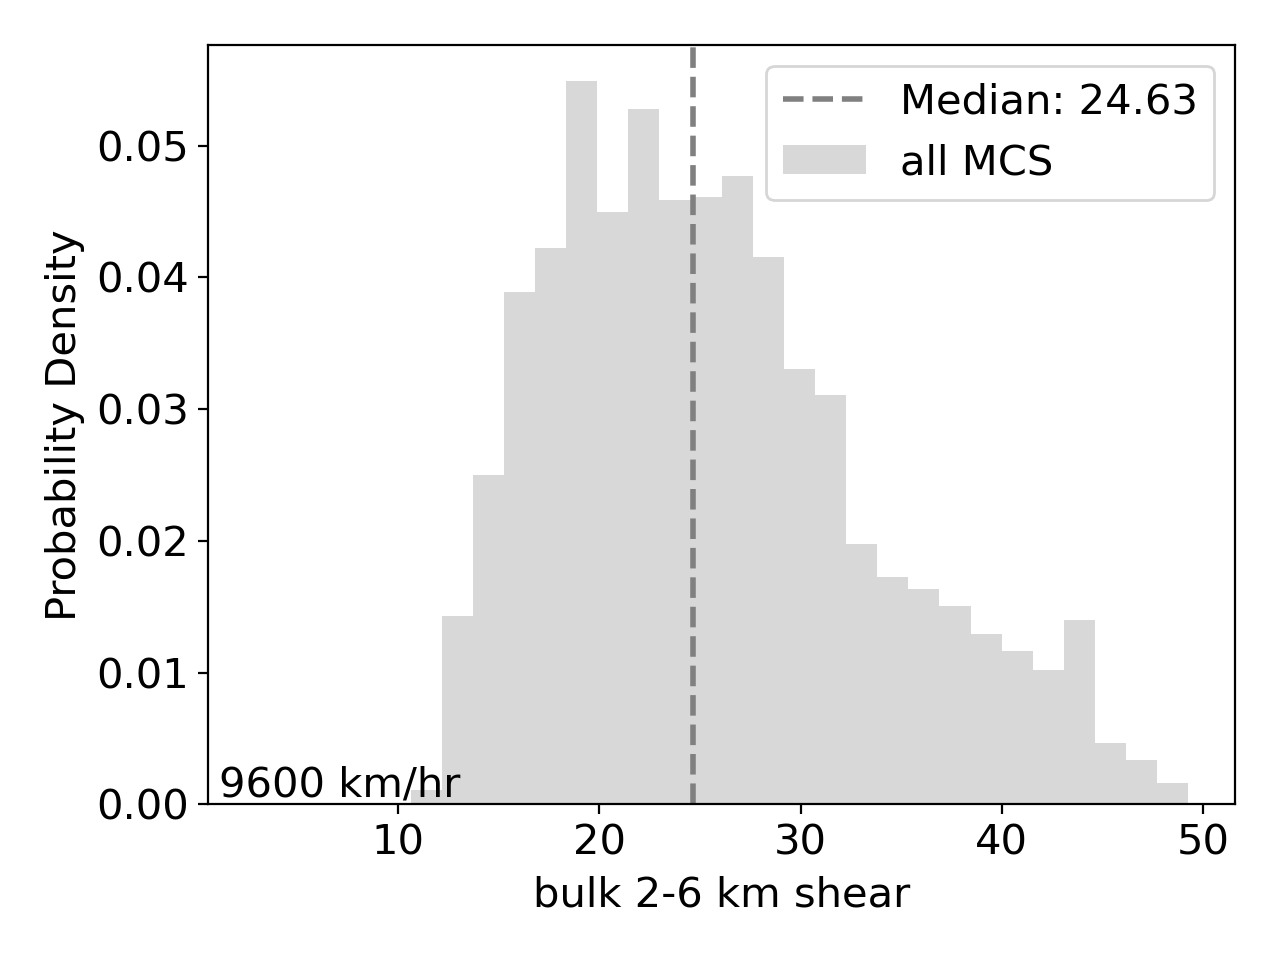 Median: 24.63
all MCS
Probability Density
0.05
0.04
0.03
0.02
0.01
0.00
9600 km/hr
10 20 30 40 50
bulk 2-6 km shear